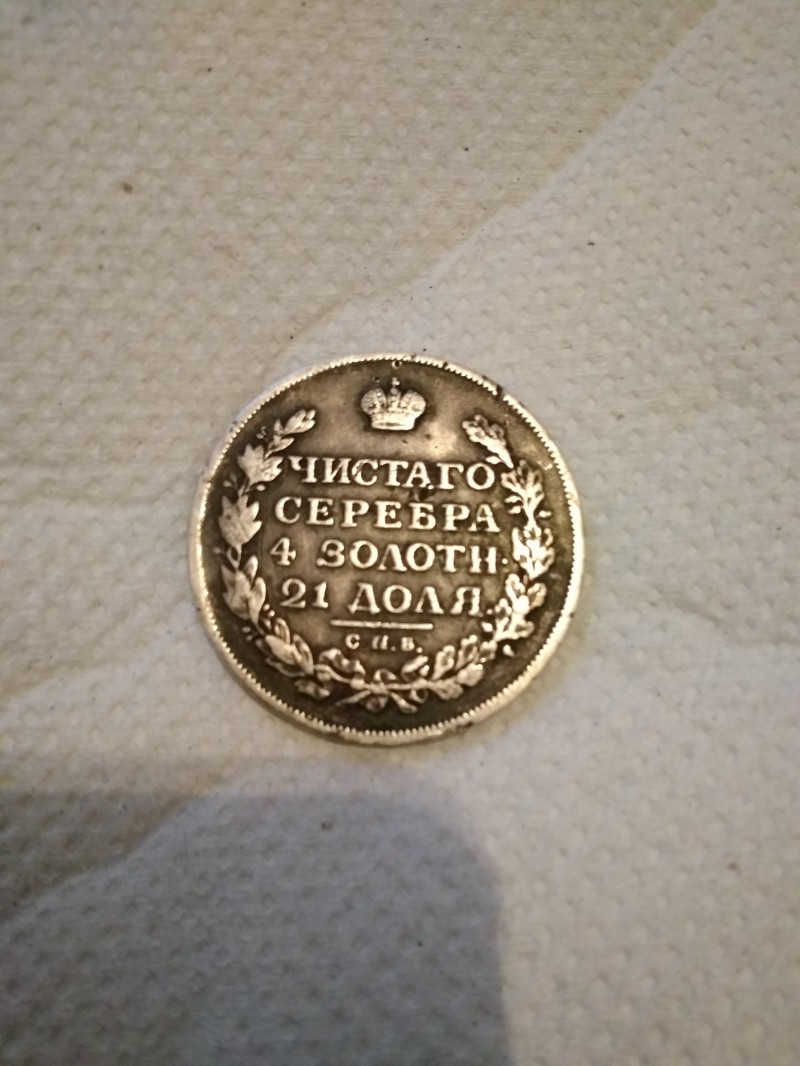 ЧИСТАГО
СЕРЕБРА
4 ЗОЛОТН.
21 ДОЛЯ.
С П.Б.